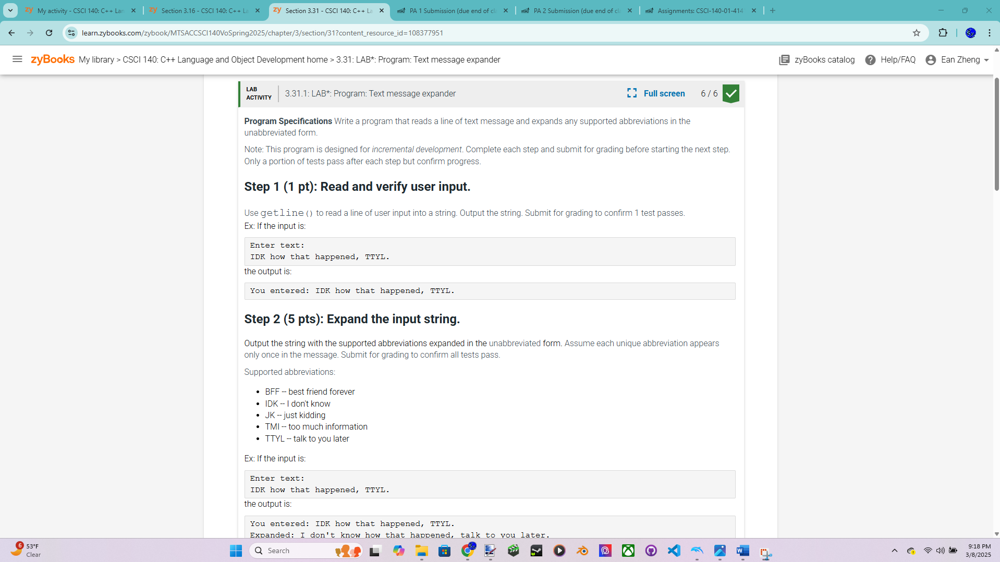 My activity - CSCI 140: C++ Lan
Section 3.16 - CSCI 140: C++ La
Section 3.31 - CSCI 140: C++ La
PA 1 Submission (due end of cla
PA 2 Submission (due end of cla
Assignments: CSCI-140-01-414
learn.zybooks.com/zybook/MTSACCSCI140VoSpring2025/chapter/3/section/31?content_resource_id=108377951
zyBooks My library > CSCI 140: C++ Language and Object Development home > 3.31: LAB*: Program: Text message expander
zyBooks catalog
Help/FAQ
Ean Zheng
LAB
ACTIVITY
3.31.1: LAB*: Program: Text message expander
Full screen
6 / 6
Program Specifications Write a program that reads a line of text message and expands any supported abbreviations in the
unabbreviated form.
Note: This program is designed for incremental development. Complete each step and submit for grading before starting the next step.
Only a portion of tests pass after each step but confirm progress.
Step 1 (1 pt): Read and verify user input.
Use getline() to read a line of user input into a string. Output the string. Submit for grading to confirm 1 test passes.
Ex: If the input is:
Enter text:
IDK how that happened, TTYL.
the output is:
You entered: IDK how that happened, TTYL.
Step 2 (5 pts): Expand the input string.
Output the string with the supported abbreviations expanded in the unabbreviated form. Assume each unique abbreviation appears
only once in the message. Submit for grading to confirm all tests pass.
Supported abbreviations:
• BFF -- best friend forever
• IDK -- I don't know
• JK -- just kidding
• TMI -- too much information
• TTYL -- talk to you later
Ex: If the input is:
Enter text:
IDK how that happened, TTYL.
the output is:
You entered: IDK how that happened, TTYL.
Expanded: I don't know how that happened, talk to you later.
6
53°F
Clear
Search
9:18 PM
3/8/2025